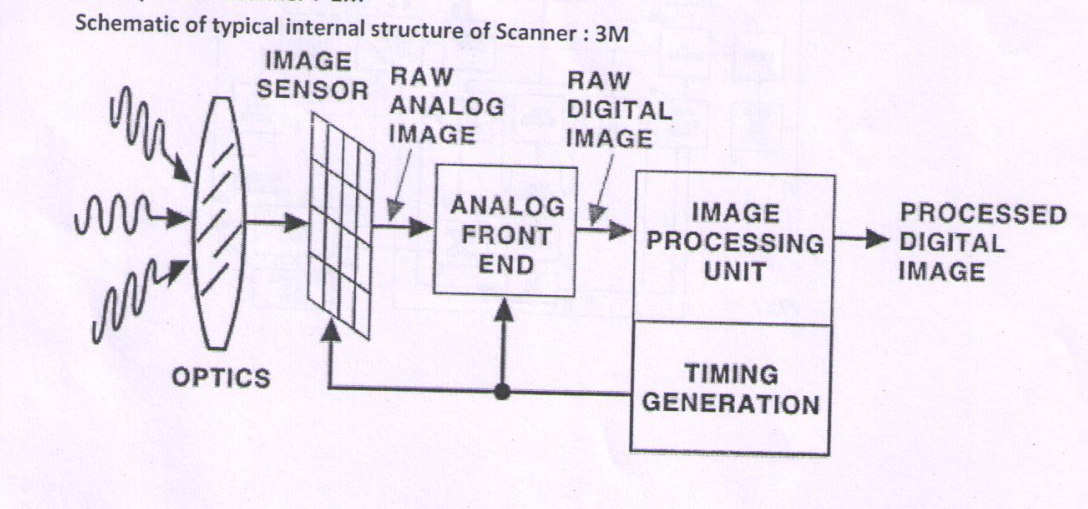 Schematic of typical internal structure of Scanner : 3M
IMAGE
SENSOR
RAW
ANALOG
IMAGE
RAW
DIGITAL
IMAGE
ANALOG
FRONT
END
IMAGE
PROCESSING
UNIT
PROCESSED
DIGITAL
IMAGE
OPTICS
TIMING
GENERATION